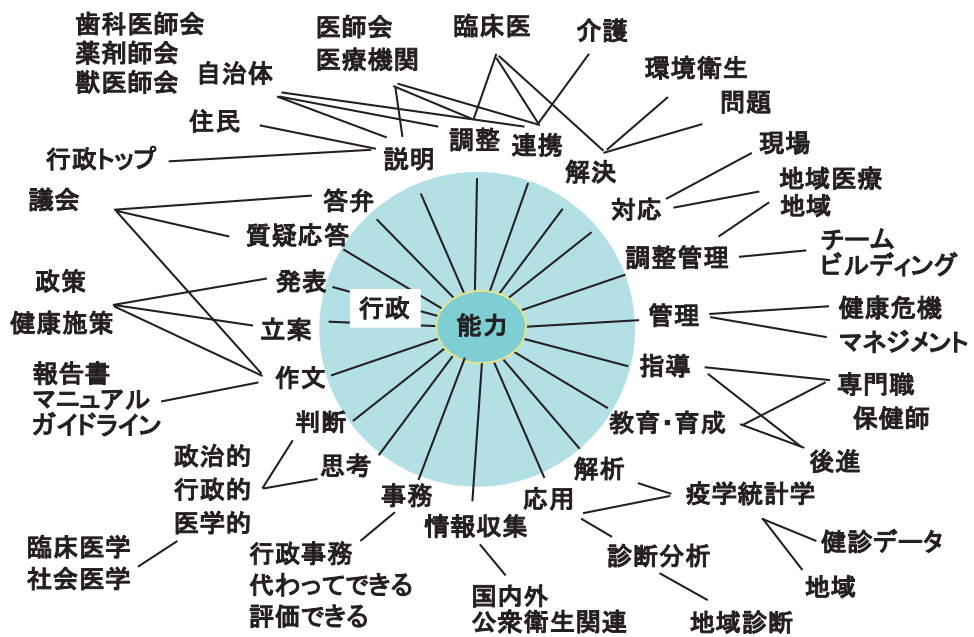 歯科医師会
薬剤師会
獣医師会
自治体
医師会
医療機関
臨床医
介護
環境衛生
問題
住民
行政トップ
説明
調整
連携
解決
現場
議会
答弁
質疑応答
対応
地域医療
地域
調整管理
チーム
ビルディング
政策
健康施策
発表
行政
能力
立案
管理
健康危機
マネジメント
報告書
マニュアル
ガイドライン
作文
指導
専門職
保健師
判断
教育・育成
後進
政治的
行政的
医学的
思考
解析
疫学統計学
事務
応用
情報収集
臨床医学
社会医学
行政事務
代わってできる
評価できる
国内外
公衆衛生関連
診断分析
地域診断
健診データ
地域